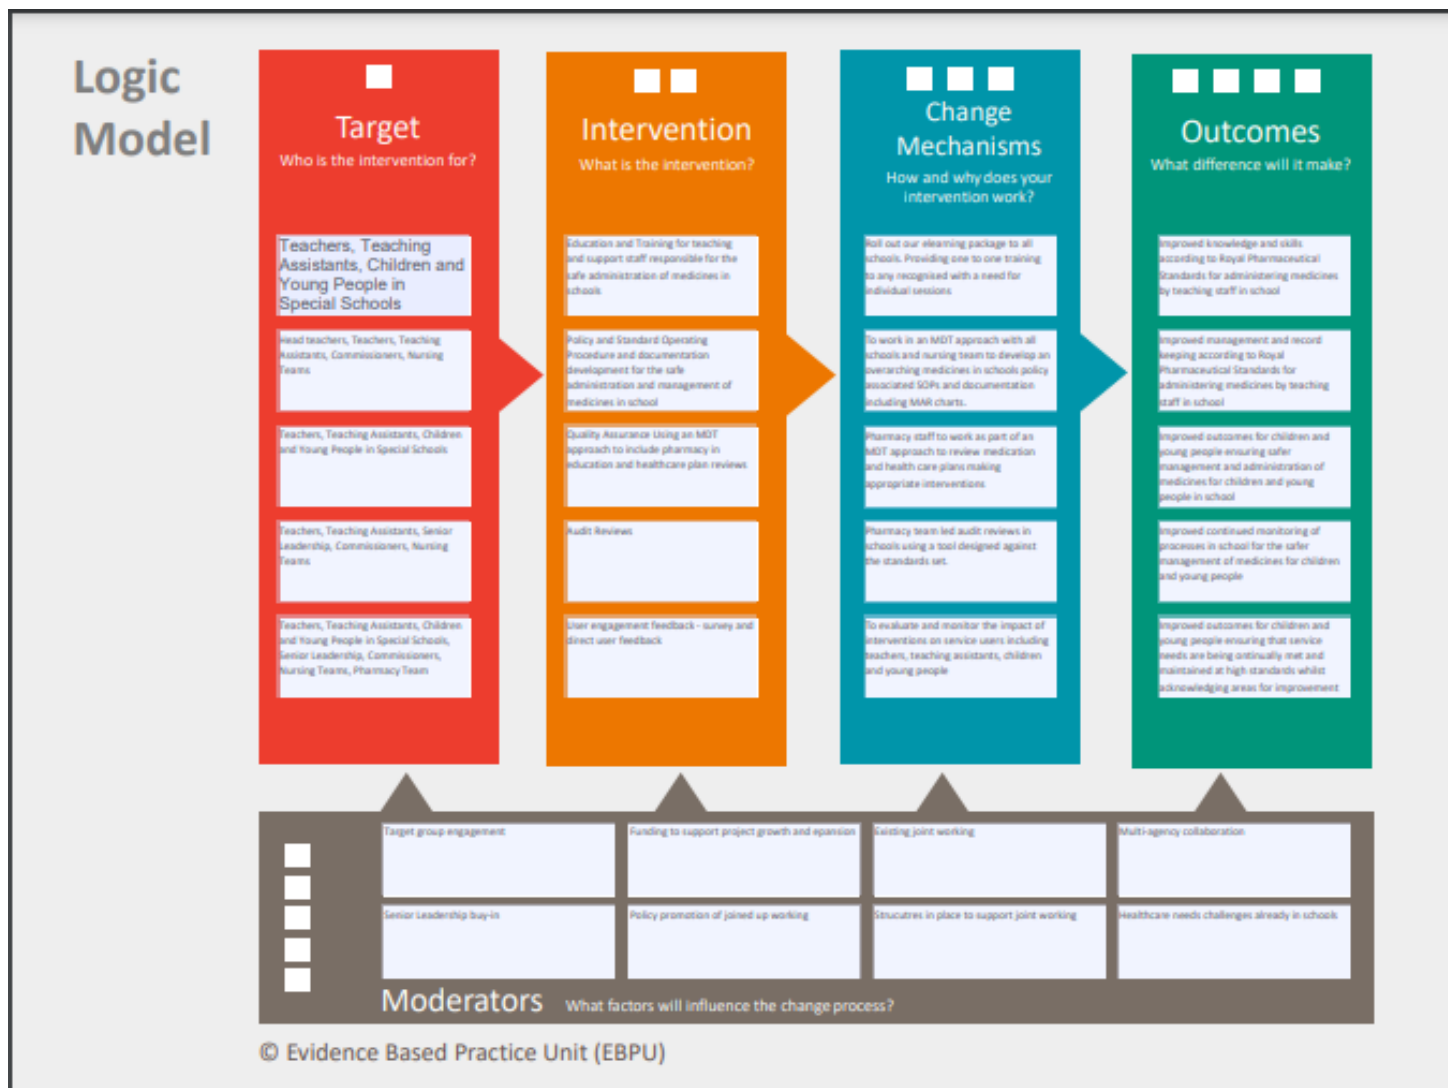 Logic
Model
Target
Who is the intervention for?
Teachers, Teaching
Assistants, Children and
Young People in
Special Schools
Head teachers, Teachers, Teaching
Assistants, Commissioners, Nursing
Teams
Teachers, Teaching Assistants, Children
and Young People in Special Schools
Teachers, Teaching Assistants, Senior
Leadership, Commissioners, Nursing
Teams
Teachers, Teaching Assistants, Children
and Young People in Special Schools,
Senior Leadership, Commissioners,
Nursing Teams, Pharmacy Team
Intervention
What is the intervention?
Education and Training for teaching
and support staff responsible for the
safe administration of medicines in
schools
Policy and Standard Operating
Procedure and documentation
development for the safe
administration and management of
medicines in school
Quality Assurance Using an MDT
approach to include pharmacy in
education and healthcare plan reviews
Audit Reviews
User engagement feedback - survey and
direct user feedback
Change
Mechanisms
How and why does your
intervention work?
Roll out our elearning package to all
schools. Providing one to one training
to any recognised with a need for
individual sessions
To work in an MDT approach with all
schools and nursing team to develop an
overarching medicines in schools policy
associated SOPs and documentation
including MAR charts.
Pharmacy staff to work as part of an
MDT approach to review medication
and health care plans making
appropriate interventions
Pharmacy team led audit reviews in
schools using a tool designed against
the standards set.
To evaluate and monitor the impact of
interventions on service users including
teachers, teaching assistants, children
and young people
Outcomes
What difference will it make?
Improved knowledge and skills
according to Royal Pharmaceutical
Standards for administering medicines
by teaching staff in school
Improved management and record
keeping according to Royal
Pharmaceutical Standards for
administering medicines by teaching
staff in school
Improved outcomes for children and
young people ensuring safer
management and administration of
medicines for children and young
people in school
Improved continued monitoring of
processes in school for the safer
management of medicines for children
and young people
Improved outcomes for children and
young people ensuring that service
needs are being ontinually met and
maintained at high standards whilst
acknowledging areas for improvement
Target group engagement
Funding to support project growth and epansion
Existing joint working
Multi-agency collaboration
Senior Leadership buy-in
Policy promotion of joined up working
Strucutres in place to support joint working
Healthcare needs challenges already in schools
Moderators What factors will influence the change process?
© Evidence Based Practice Unit (EBPU)